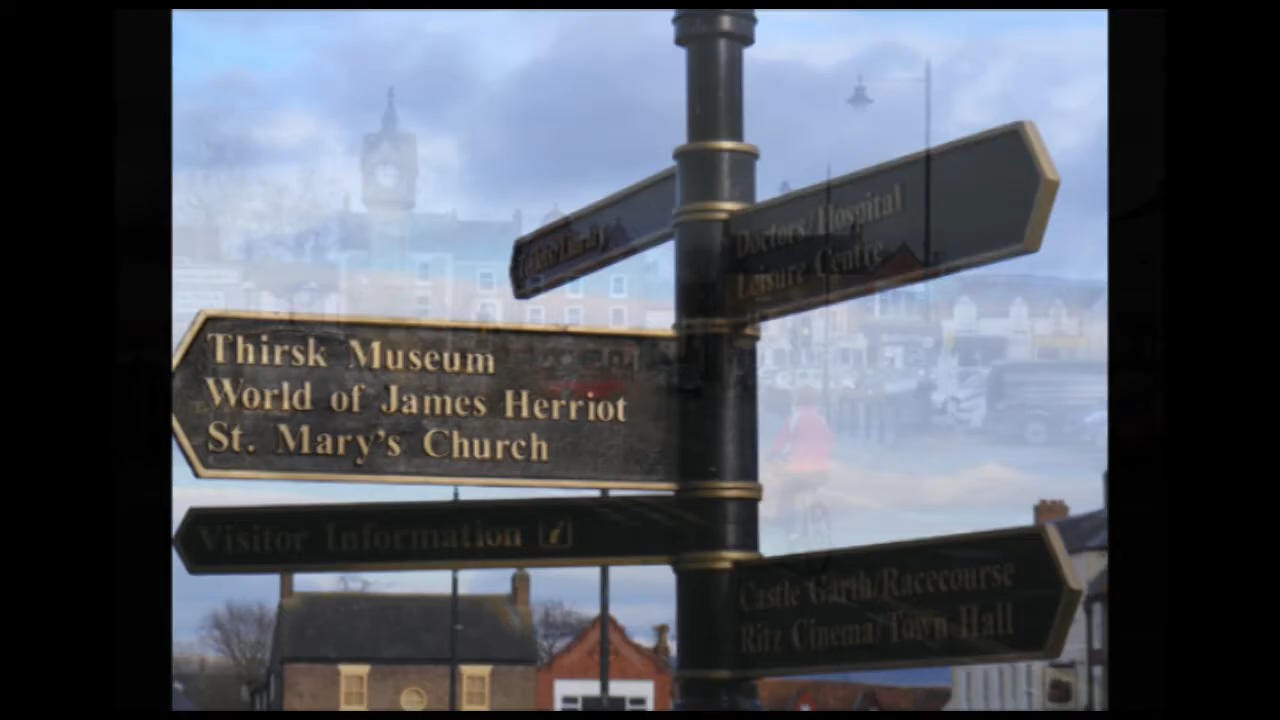 Doctors/Hospital
Leisure Centre
Thirsk Museum
World of James Herriot
St. Mary's Church
Visitor Information i
Castle Garth/Racecourse
Ritz Cinema/Town Hall